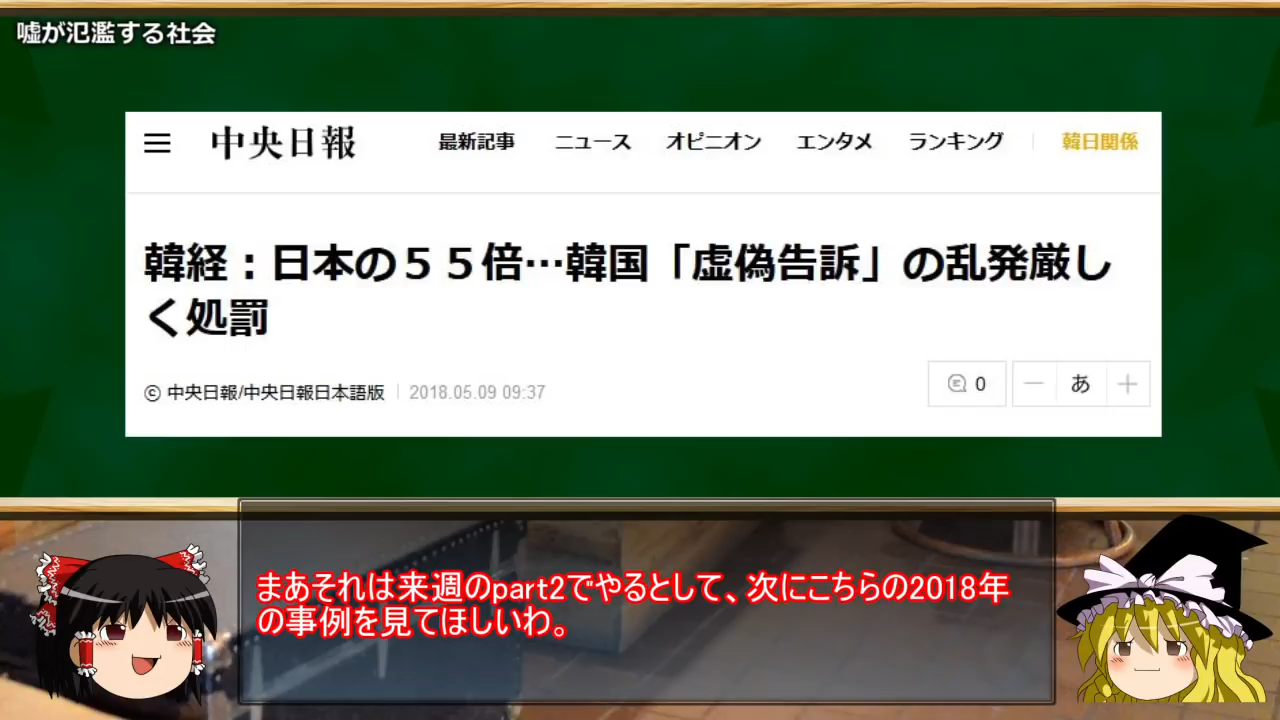 嘘が氾濫する社会
中央日報 最新記事 ニュース オピニオン エンタメ ランキング 韓日関係
韓経：日本の５５倍…韓国「虚偽告訴」の乱発厳し
く処罰
ⓒ 中央日報/中央日報日本語版 2018.05.09 09:37
0 あ
まあそれは来週のpart2でやるとして、次にこちらの2018年
の事例を見てほしいわ。